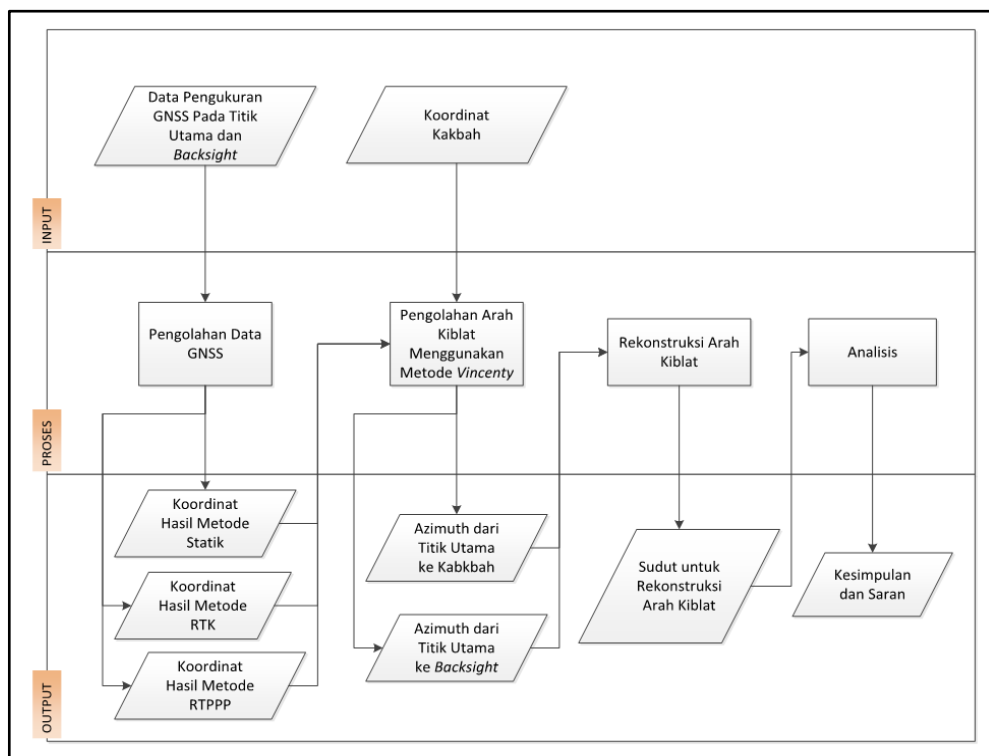 Data Pengukuran
GNSS Pada Titik
Utama dan
Backsight
Koordinat
Kakbah
INPUT
Pengolahan Data
GNSS
Pengolahan Arah
Kiblat
Menggunakan
Metode Vincenty
Rekonstruksi Arah
Kiblat
Analisis
PROSES
Koordinat
Hasil Metode
Statik
Koordinat
Hasil Metode
RTK
Koordinat
Hasil Metode
RTPPP
Azimuth dari
Titik Utama
ke Kabkbah
Azimuth dari
Titik Utama
ke Backsight
Sudut untuk
Rekonstruksi
Arah Kiblat
Kesimpulan
dan Saran
OUTPUT